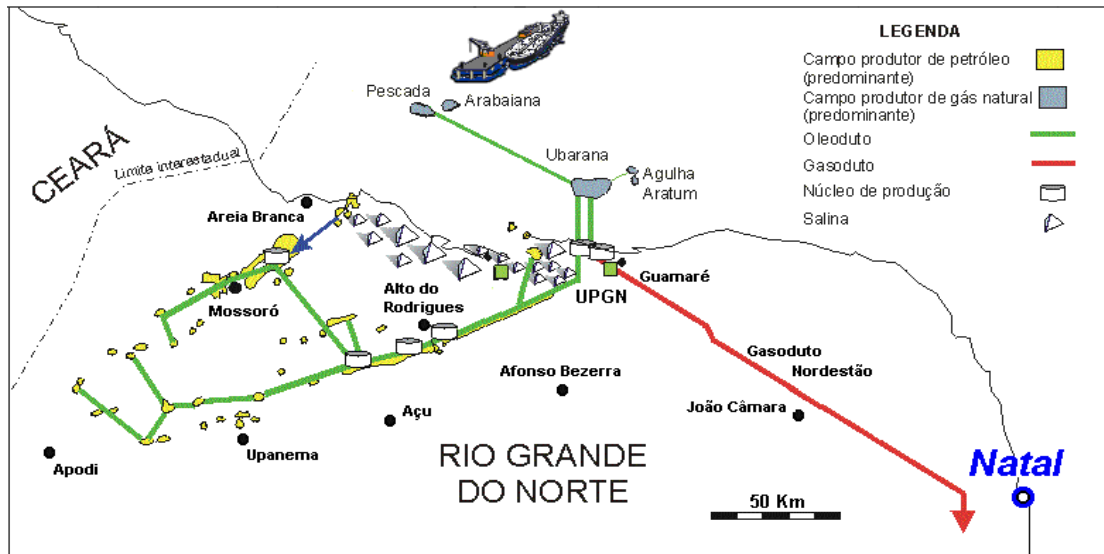 LEGENDA
Campo produtor de petróleo
(predominante)
Campo produtor de gás natural
(predominante)
Oleoduto
Gasoduto
Núcleo de produção
Salina
Pescada
Arabaiana
CEARÁ
Limite interestadual
Ubarana
Agulha
Aratum
Areia Branca
Guamaré
UPGN
Alto do
Rodrigues
Mossoró
Gasoduto
Nordestão
Afonso Bezerra
João Câmara
Açu
Upanema
Apodi
RIO GRANDE
DO NORTE
Natal
50 Km